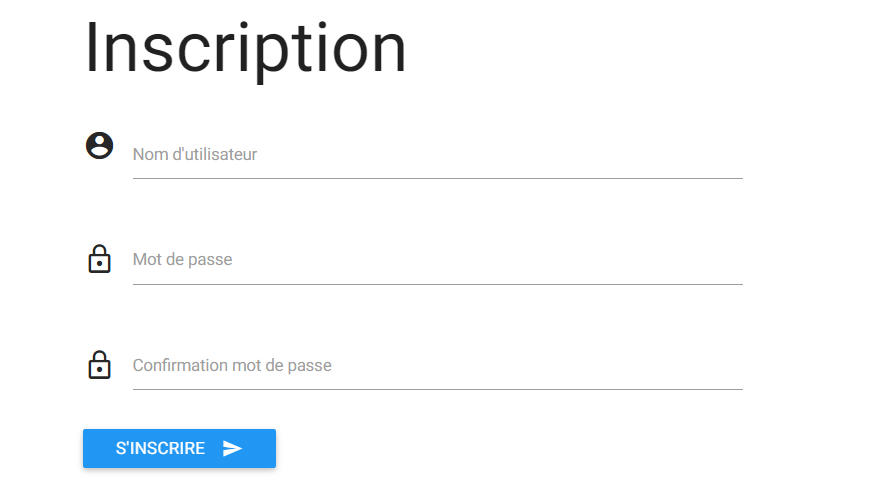 Inscription
Nom d'utilisateur
Mot de passe
Confirmation mot de passe
S'INSCRIRE